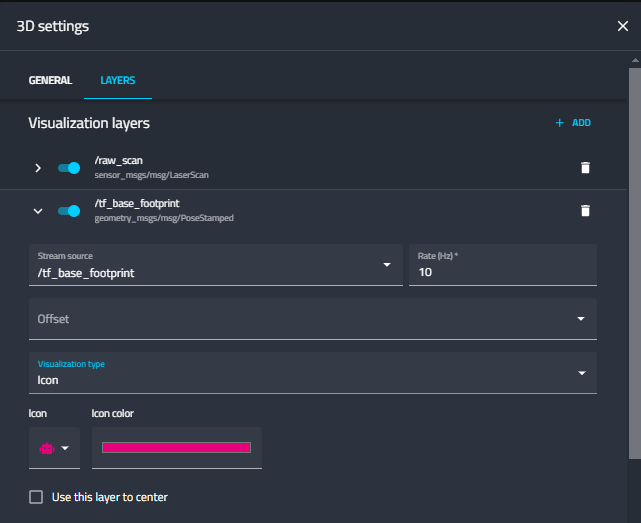 3D settings
GENERAL LAYERS
Visualization layers
ADD
/raw_scan
sensor_msgs/msg/LaserScan
/tf_base_footprint
geometry_msgs/msg/PoseStamped
Stream source
/tf_base_footprint
Rate (Hz) *
10
Offset
Visualization type
Icon
Icon
Icon color
Use this layer to center